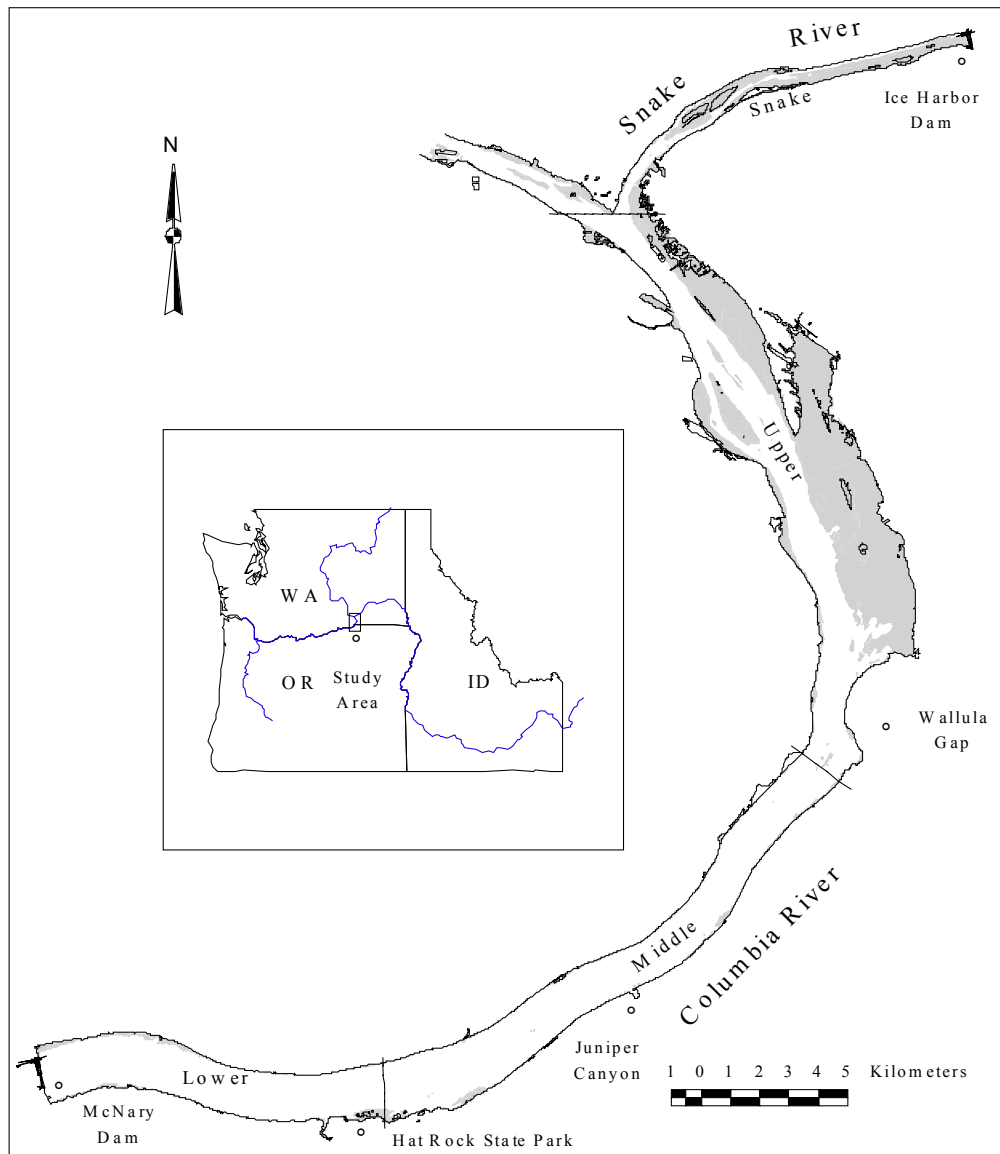 River
Snake
Snake
Ice Harbor
Dam
N
Upper
WA
OR
Study
Area
ID
Wallula
Gap
Middle
Columbia River
Juniper
Canyon
1 0 1 2 3 4 5 Kilometers
Lower
McNary
Dam
Hat Rock State Park